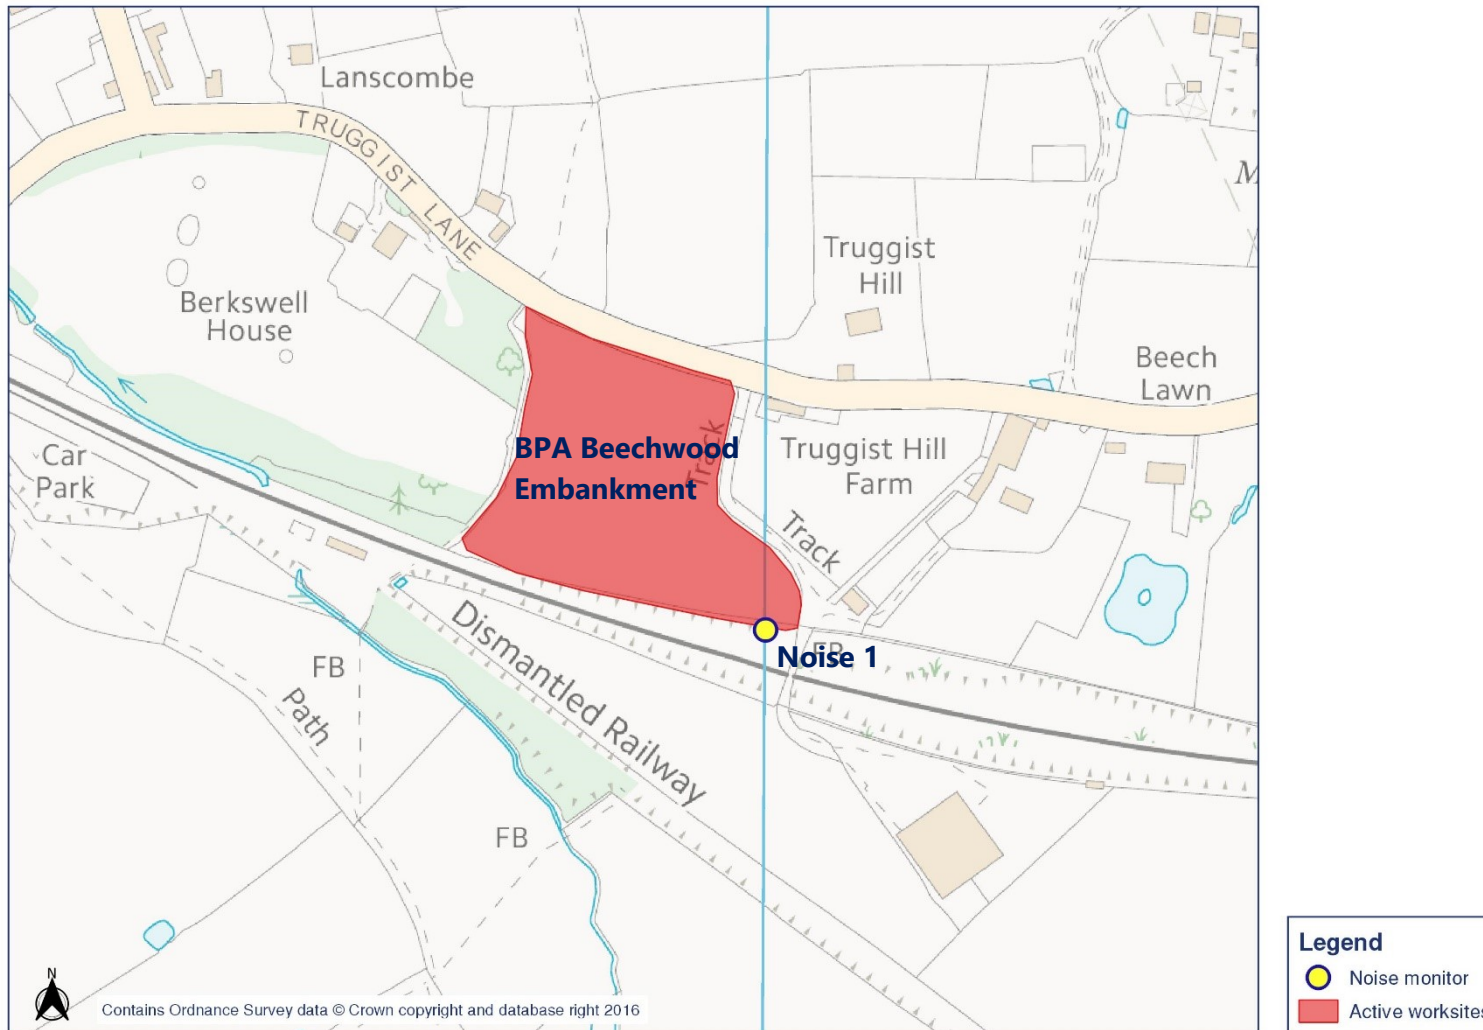 Lanscombe
TRUGGIST LANE
Truggist
Hill
M
Berkswell
House
Beech
Lawn
Car
Park
BPA Beechwood
Embankment
Track
Truggist Hill
Farm
Track
Noise 1
FB
Dismantled Railway
FB
Path
FB
N
Contains Ordnance Survey data © Crown copyright and database right 2016
Legend
Noise monitor
Active worksites